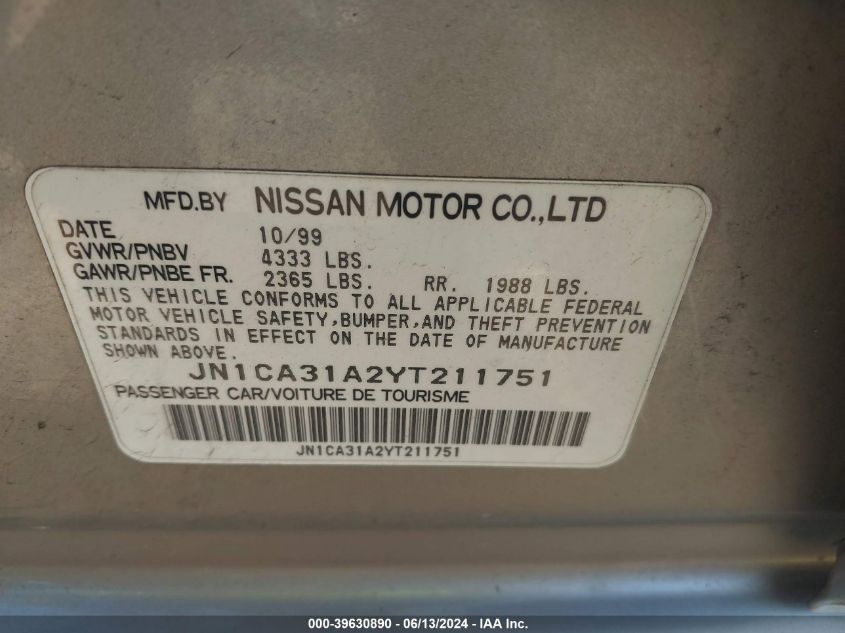 MFD.BY NISSAN MOTOR CO.,LTD
DATE 10/99
GVWR/PNBV 4333 LBS.
GAWR/PNBE FR. 2365 LBS. RR. 1988 LBS.
THIS VEHICLE CONFORMS TO ALL APPLICABLE FEDERAL
MOTOR VEHICLE SAFETY,BUMPER,AND THEFT PREVENTION
STANDARDS IN EFFECT ON THE DATE OF MANUFACTURE
SHOWN ABOVE.
JN1CA31A2YT211751
PASSENGER CAR/VOITURE DE TOURISME
JN1CA31A2YT211751
000-39630890 - 06/13/2024 - IAA Inc.